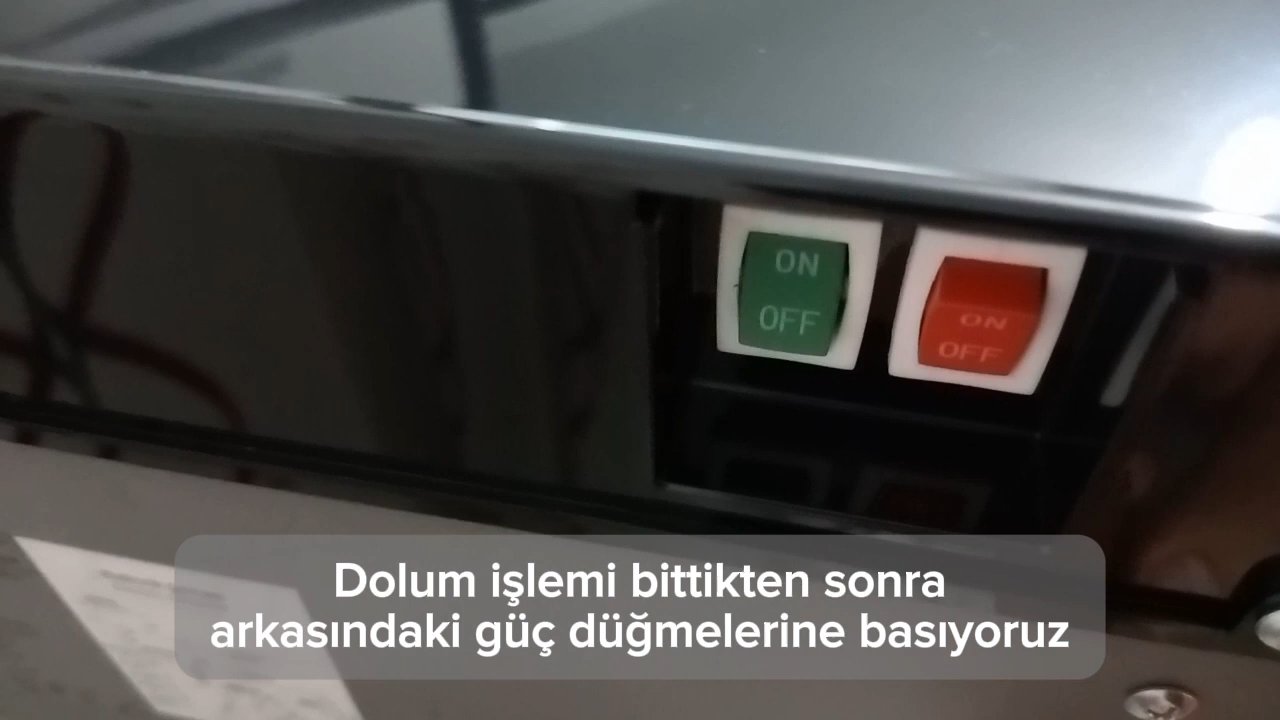 ON
OFF
ON
OFF
Dolum işlemi bittikten sonra
arkasındaki güç düğmelerine basıyoruz